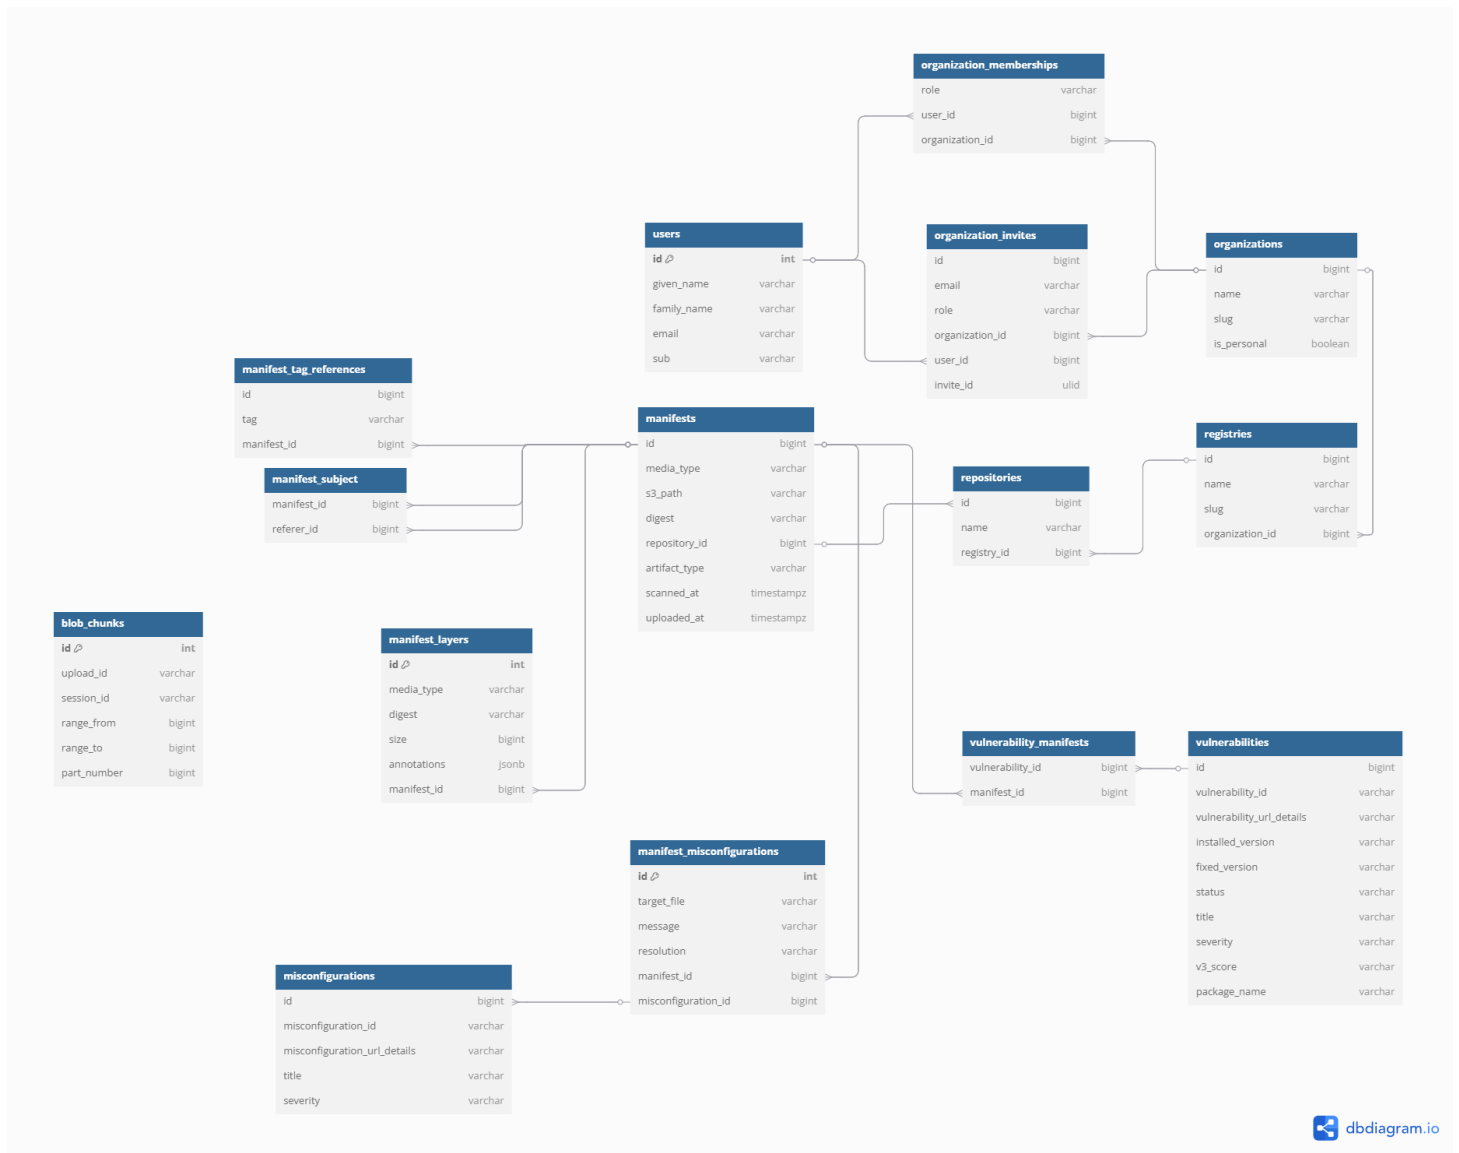 organization_memberships
role varchar
user_id bigint
organization_id bigint
users
id int
given_name varchar
family_name varchar
email varchar
sub varchar
organization_invites
id bigint
email varchar
role varchar
organization_id bigint
user_id bigint
invite_id ulid
organizations
id bigint
name varchar
slug varchar
is_personal boolean
manifest_tag_references
id bigint
tag varchar
manifest_id bigint
manifest_subject
manifest_id bigint
referer_id bigint
manifests
id bigint
media_type varchar
s3_path varchar
digest varchar
repository_id bigint
artifact_type varchar
scanned_at timestampz
uploaded_at timestampz
repositories
id bigint
name varchar
registry_id bigint
registries
id bigint
name varchar
slug varchar
organization_id bigint
blob_chunks
id int
upload_id varchar
session_id varchar
range_from bigint
range_to bigint
part_number bigint
manifest_layers
id int
media_type varchar
digest varchar
size bigint
annotations jsonb
manifest_id bigint
vulnerability_manifests
vulnerability_id bigint
manifest_id bigint
vulnerabilities
id bigint
vulnerability_id varchar
vulnerability_url_details varchar
installed_version varchar
fixed_version varchar
status varchar
title varchar
severity varchar
v3_score varchar
package_name varchar
manifest_misconfigurations
id int
target_file varchar
message varchar
resolution varchar
manifest_id bigint
misconfiguration_id bigint
misconfigurations
id bigint
misconfiguration_id varchar
misconfiguration_url_details varchar
title varchar
severity varchar
dbdiagram.io